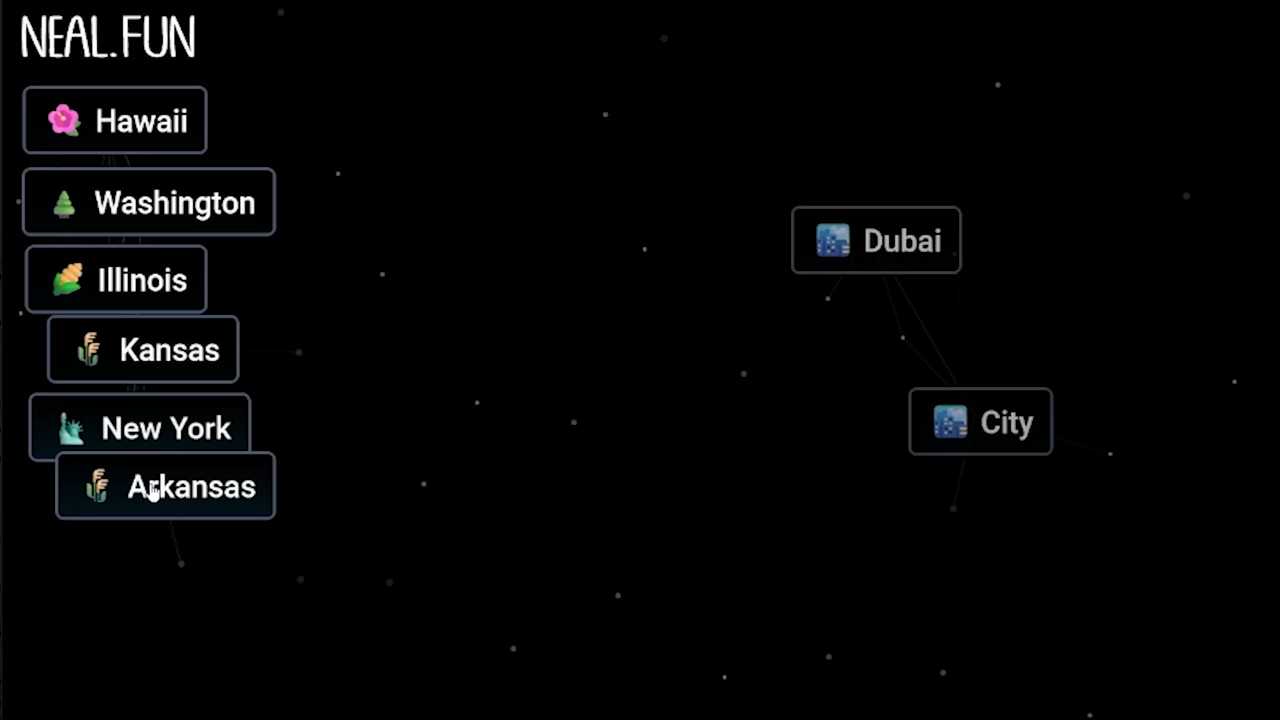 NEAL.FUN
Hawaii
Washington
Illinois
Kansas
New York
Arkansas
Dubai
City